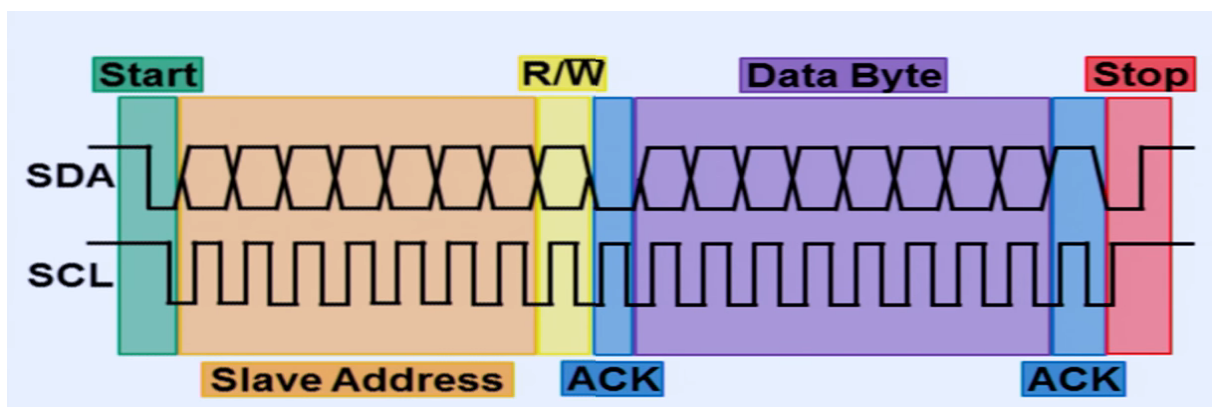 Start
R/W
Data Byte
Stop
SDA
SCL
Slave Address
ACK
ACK